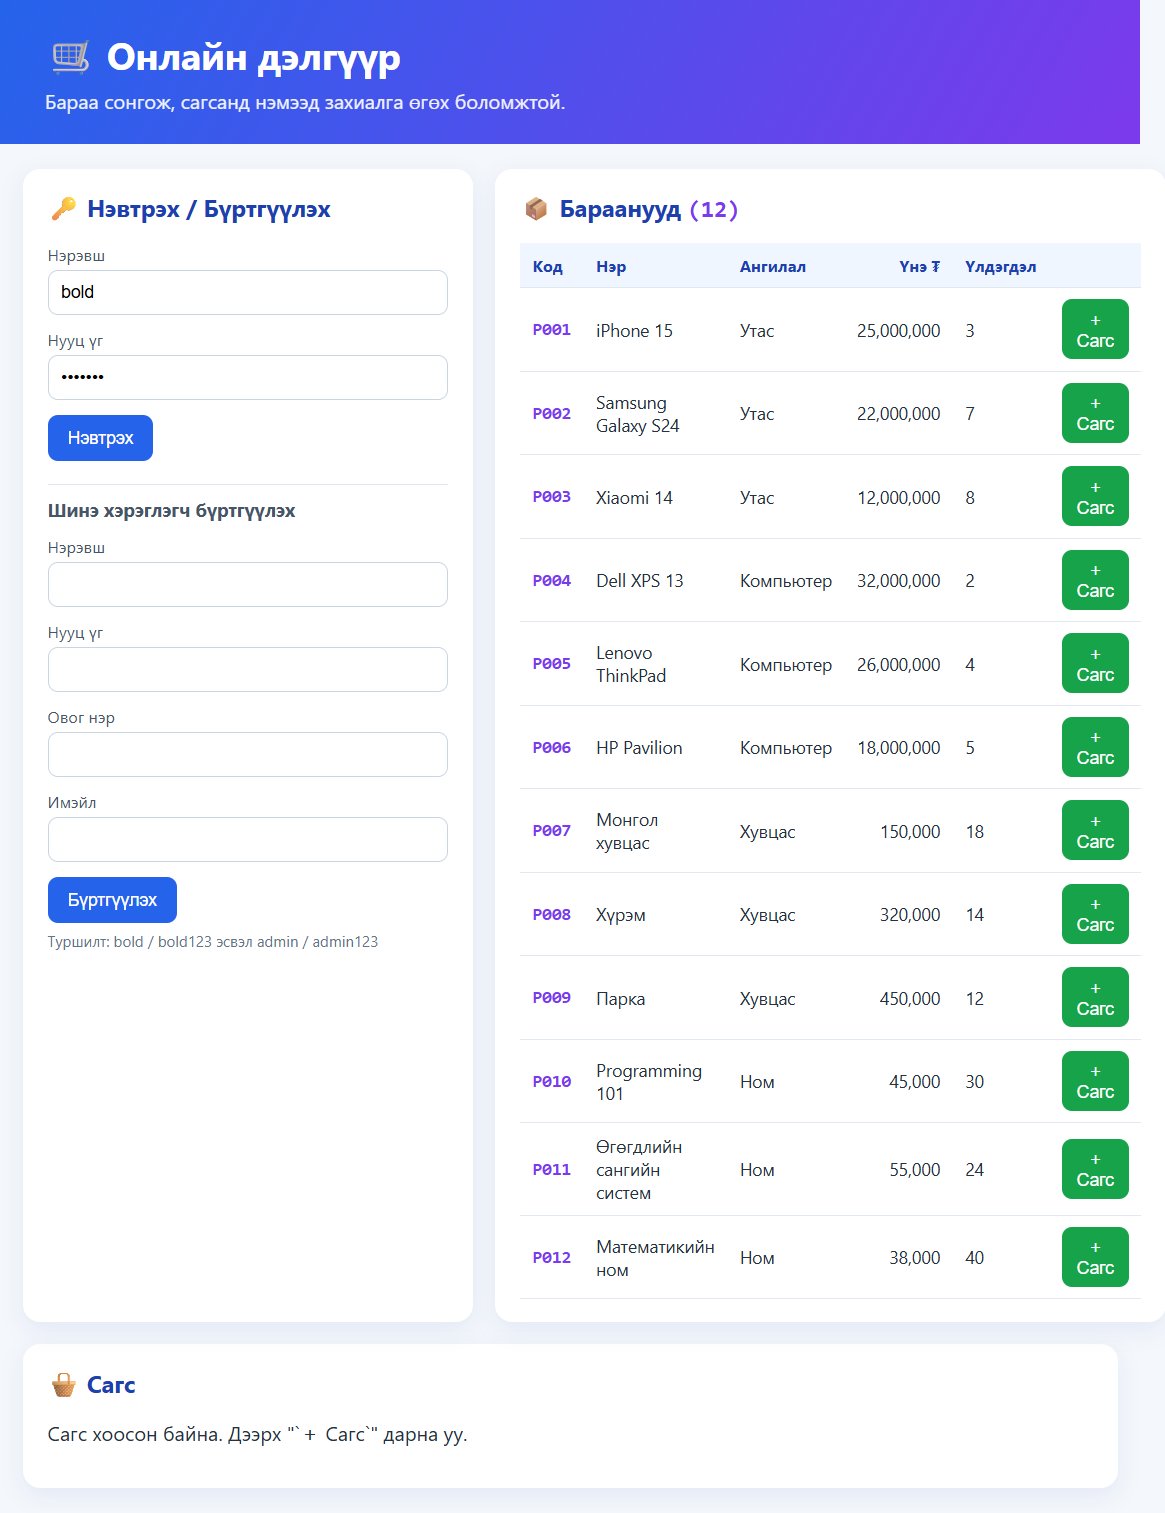 Онлайн дэлгүүр
Бараа сонгож, сагсанд нэмээд захиалга өгөх боломжтой.
Нэвтрэх / Бүртгүүлэх
Нэрэвш
bold
Нууц үг
•••••••
Нэвтрэх
Шинэ хэрэглэгч бүртгүүлэх
Нэрэвш
Нууц үг
Овог нэр
Имэйл
Бүртгүүлэх
Туршилт: bold / bold123 эсвэл admin / admin123
Бараанууд (12)
Код Нэр Ангилал Үнэ ₮ Үлдэгдэл
P001 iPhone 15 Утас 25,000,000 3 + Сагс
P002 Samsung Galaxy S24 Утас 22,000,000 7 + Сагс
P003 Xiaomi 14 Утас 12,000,000 8 + Сагс
P004 Dell XPS 13 Компьютер 32,000,000 2 + Сагс
P005 Lenovo ThinkPad Компьютер 26,000,000 4 + Сагс
P006 HP Pavilion Компьютер 18,000,000 5 + Сагс
P007 Монгол хувцас Хувцас 150,000 18 + Сагс
P008 Хүрэм Хувцас 320,000 14 + Сагс
P009 Парка Хувцас 450,000 12 + Сагс
P010 Programming 101 Ном 45,000 30 + Сагс
P011 Өгөгдлийн сангийн систем Ном 55,000 24 + Сагс
P012 Математикийн ном Ном 38,000 40 + Сагс
Сагс
Сагс хоосон байна. Дээрх "`+ Сагс`" дарна уу.